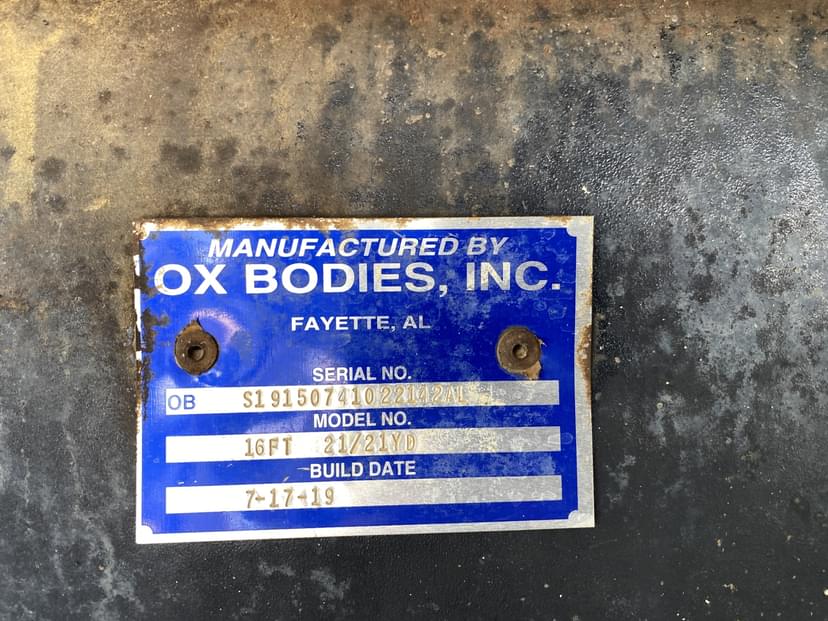 MANUFACTURED BY
OX BODIES, INC.
FAYETTE, AL
SERIAL NO.
OB S19150741022142AL
MODEL NO.
16FT 21/21YD
BUILD DATE
7-17-19